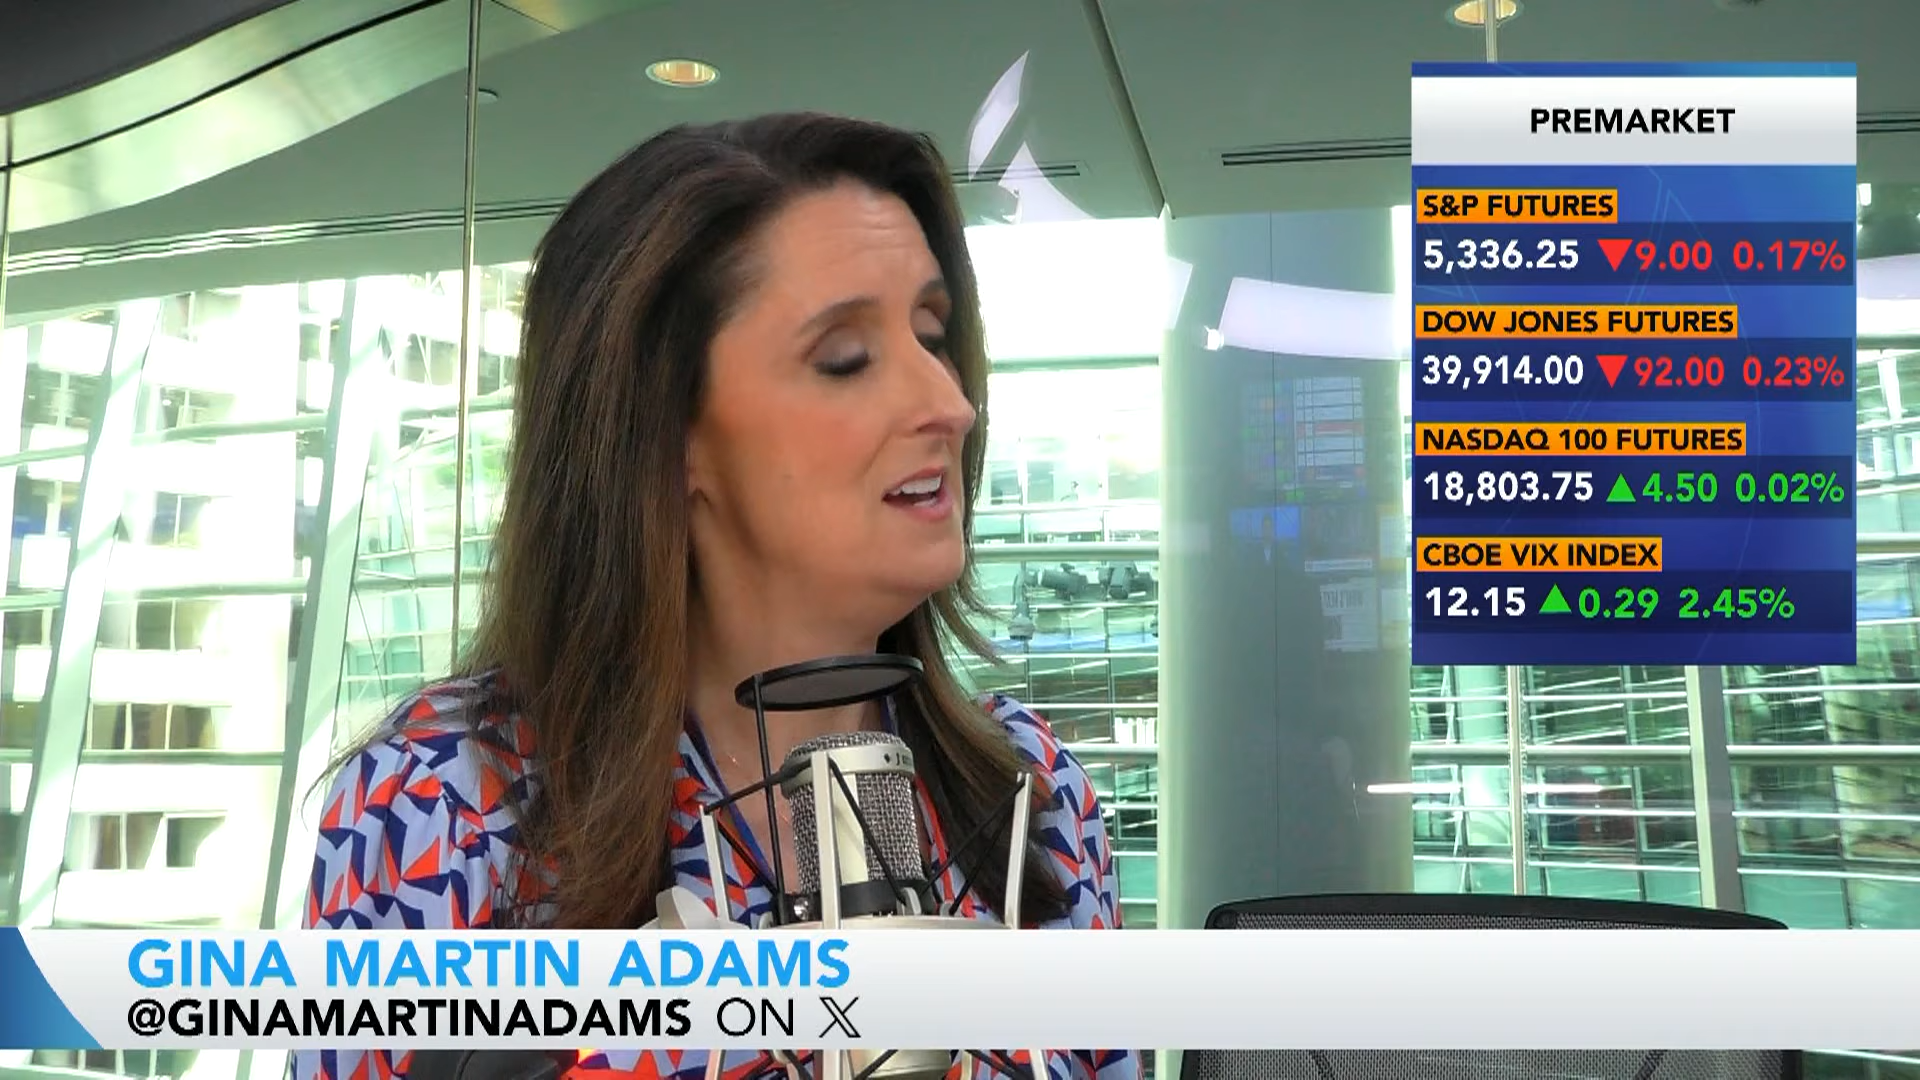 PREMARKET
S&P FUTURES
5,336.25 ▼9.00 0.17%
DOW JONES FUTURES
39,914.00 ▼92.00 0.23%
NASDAQ 100 FUTURES
18,803.75 ▲4.50 0.02%
CBOE VIX INDEX
12.15 ▲0.29 2.45%
GINA MARTIN ADAMS
@GINAMARTINADAMS ON X